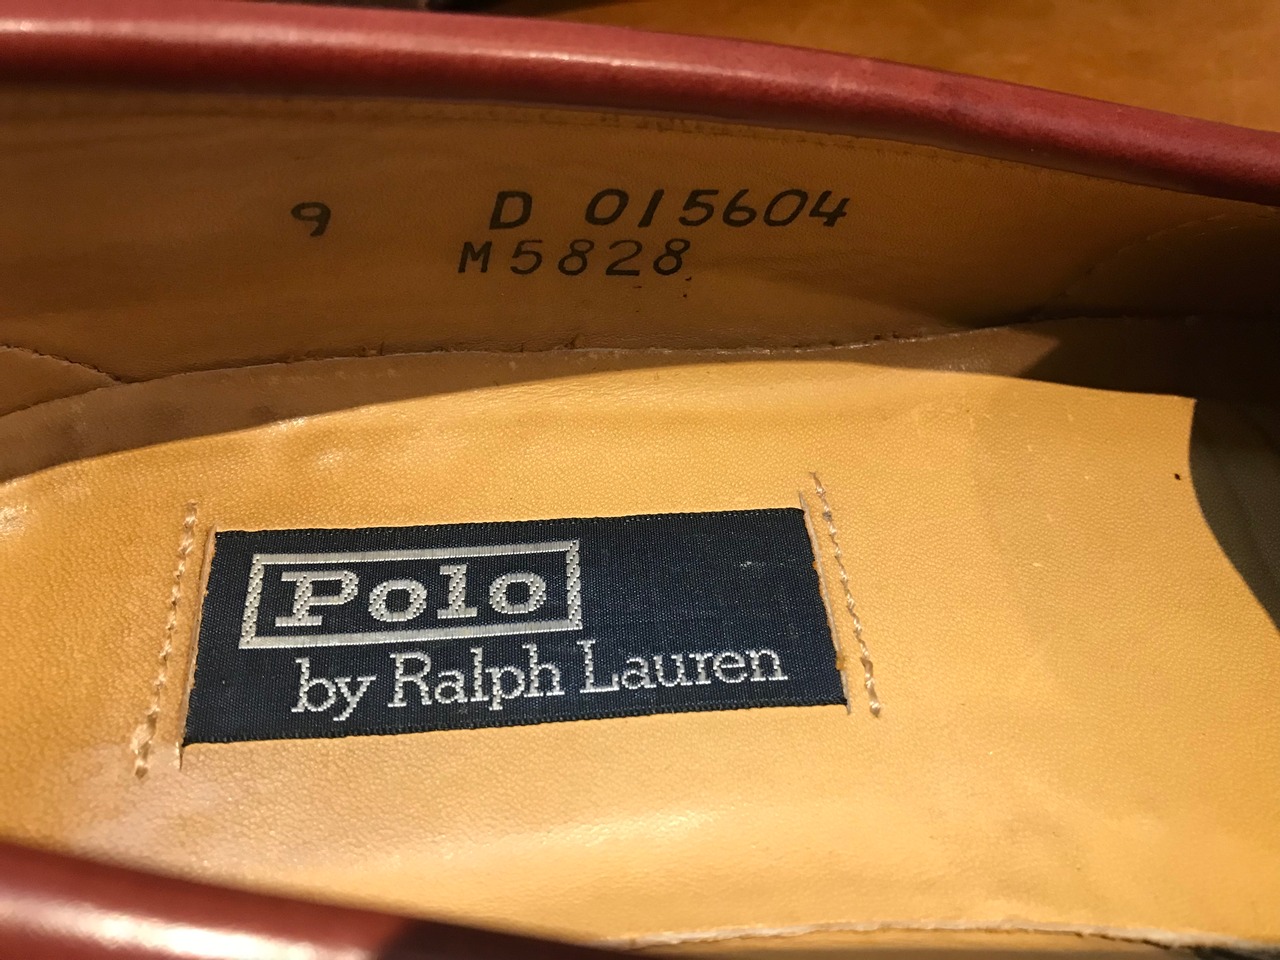 9 D 015604
M5828
Polo
by Ralph Lauren